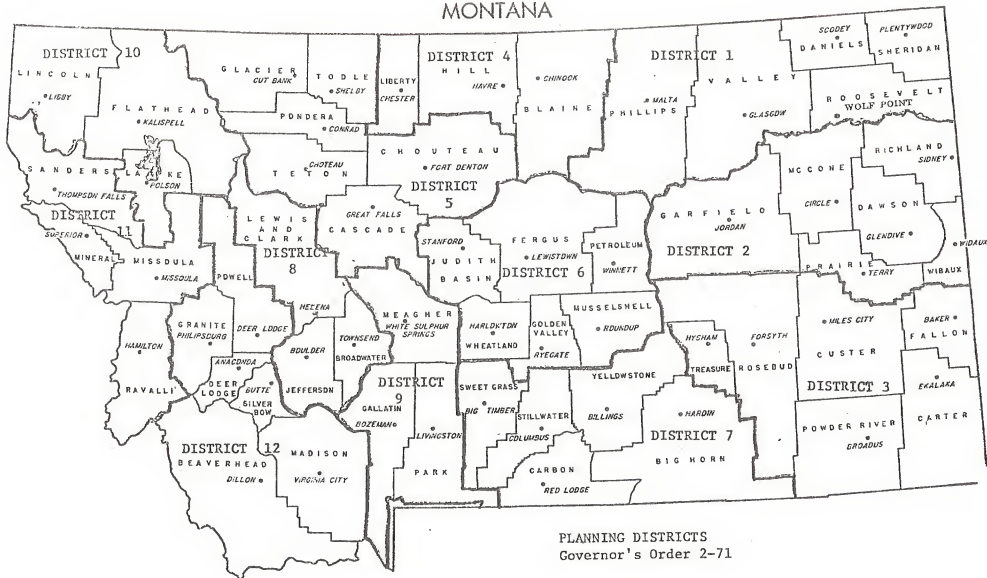 MONTANA
DISTRICT 10
LINCOLN
LIBBY
FLATHEAD
KALISPELL
GLACIER
CUT BANK
TOOLE
SHELBY
PONDERA
CONRAD
TETON
CHOTEAU
LIBERTY
CHESTER
DISTRICT 4
HILL
HAVRE
CHINOOK
BLAINE
DISTRICT 1
PHILLIPS
MALTA
VALLEY
GLASGOW
SCOBEY
DANIELS
PLENTYWOOD
SHERIDAN
ROOSEVELT
WOLF POINT
SANDERS
THOMPSON FALLS
LAKE
POLSON
DISTRICT 11
SUPERIOR
MINERAL
MISSOULA
MISSOULA
CHOUTEAU
FORT BENTON
DISTRICT 5
GREAT FALLS
CASCADE
LEWIS AND CLARK
DISTRICT 8
HELENA
POWELL
DEER LODGE
STANFORD
JUDITH BASIN
FERGUS
LEWISTOWN
DISTRICT 6
PETROLEUM
WINNETT
GARFIELD
JORDAN
DISTRICT 2
MCCONE
CIRCLE
RICHLAND
SIDNEY
DAWSON
GLENDIVE
PRAIRIE
TERRY
WIBAUX
WIBAUX
HAMILTON
RAVALLI
GRANITE
PHILIPSBURG
ANACONDA
DEER LODGE
BUTTE
SILVER BOW
BOULDER
JEFFERSON
TOWNSEND
BROADWATER
MEAGHER
WHITE SULPHUR SPRINGS
HARLOWTON
WHEATLAND
GOLDEN VALLEY
RYEGATE
MUSSELSHELL
ROUNDUP
HYSHAM
TREASURE
FORSYTH
ROSEBUD
MILES CITY
CUSTER
DISTRICT 3
BAKER
FALLON
EKALAKA
CARTER
POWDER RIVER
BROADUS
DISTRICT 12
BEAVERHEAD
DILLON
MADISON
VIRGINIA CITY
DISTRICT 9
GALLATIN
BOZEMAN
LIVINGSTON
PARK
SWEET GRASS
BIG TIMBER
STILLWATER
COLUMBUS
CARBON
RED LODGE
YELLOWSTONE
BILLINGS
HARDIN
DISTRICT 7
BIG HORN
PLANNING DISTRICTS
Governor's Order 2-71